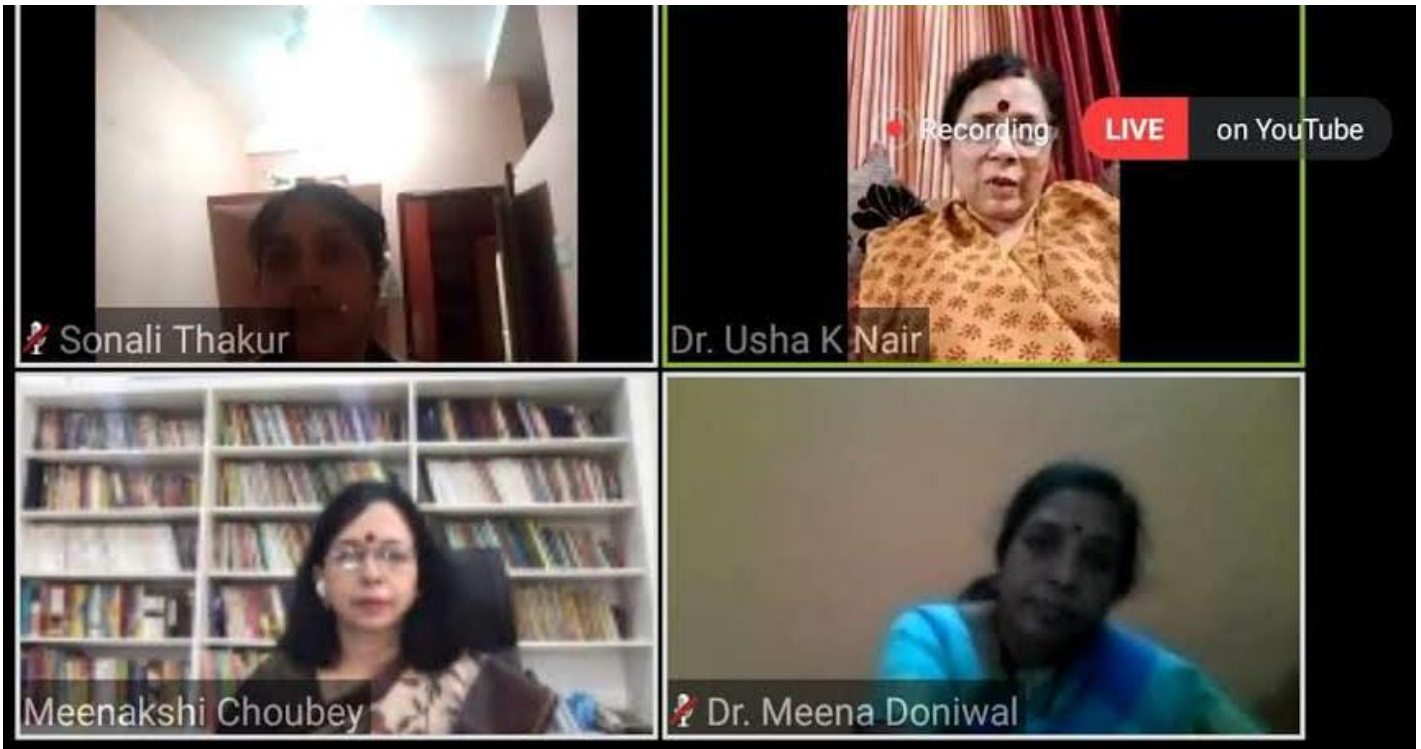 Recording LIVE on YouTube
Sonali Thakur
Dr. Usha K Nair
Meenakshi Choubey
Dr. Meena Doniwal